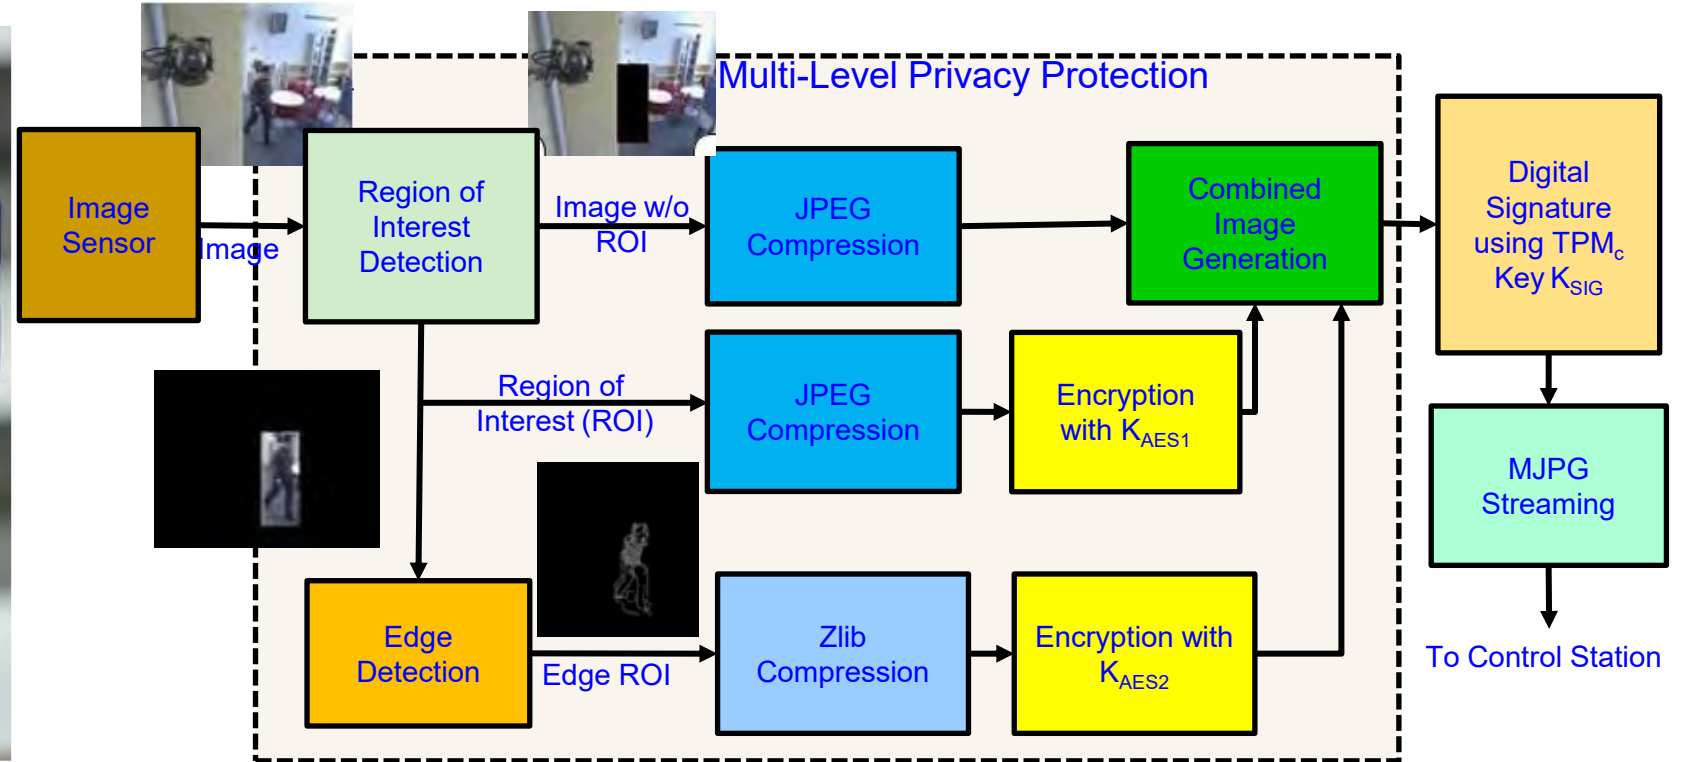 Multi-Level Privacy Protection
Image
Sensor
Image
Region of
Interest
Detection
Image w/o
ROI
JPEG
Compression
Combined
Image
Generation
Digital
Signature
using TPMc
Key KSIG
Region of
Interest (ROI)
JPEG
Compression
Encryption
with KAES1
MJPG
Streaming
Edge
Detection
Edge ROI
Zlib
Compression
Encryption with
KAES2
To Control Station